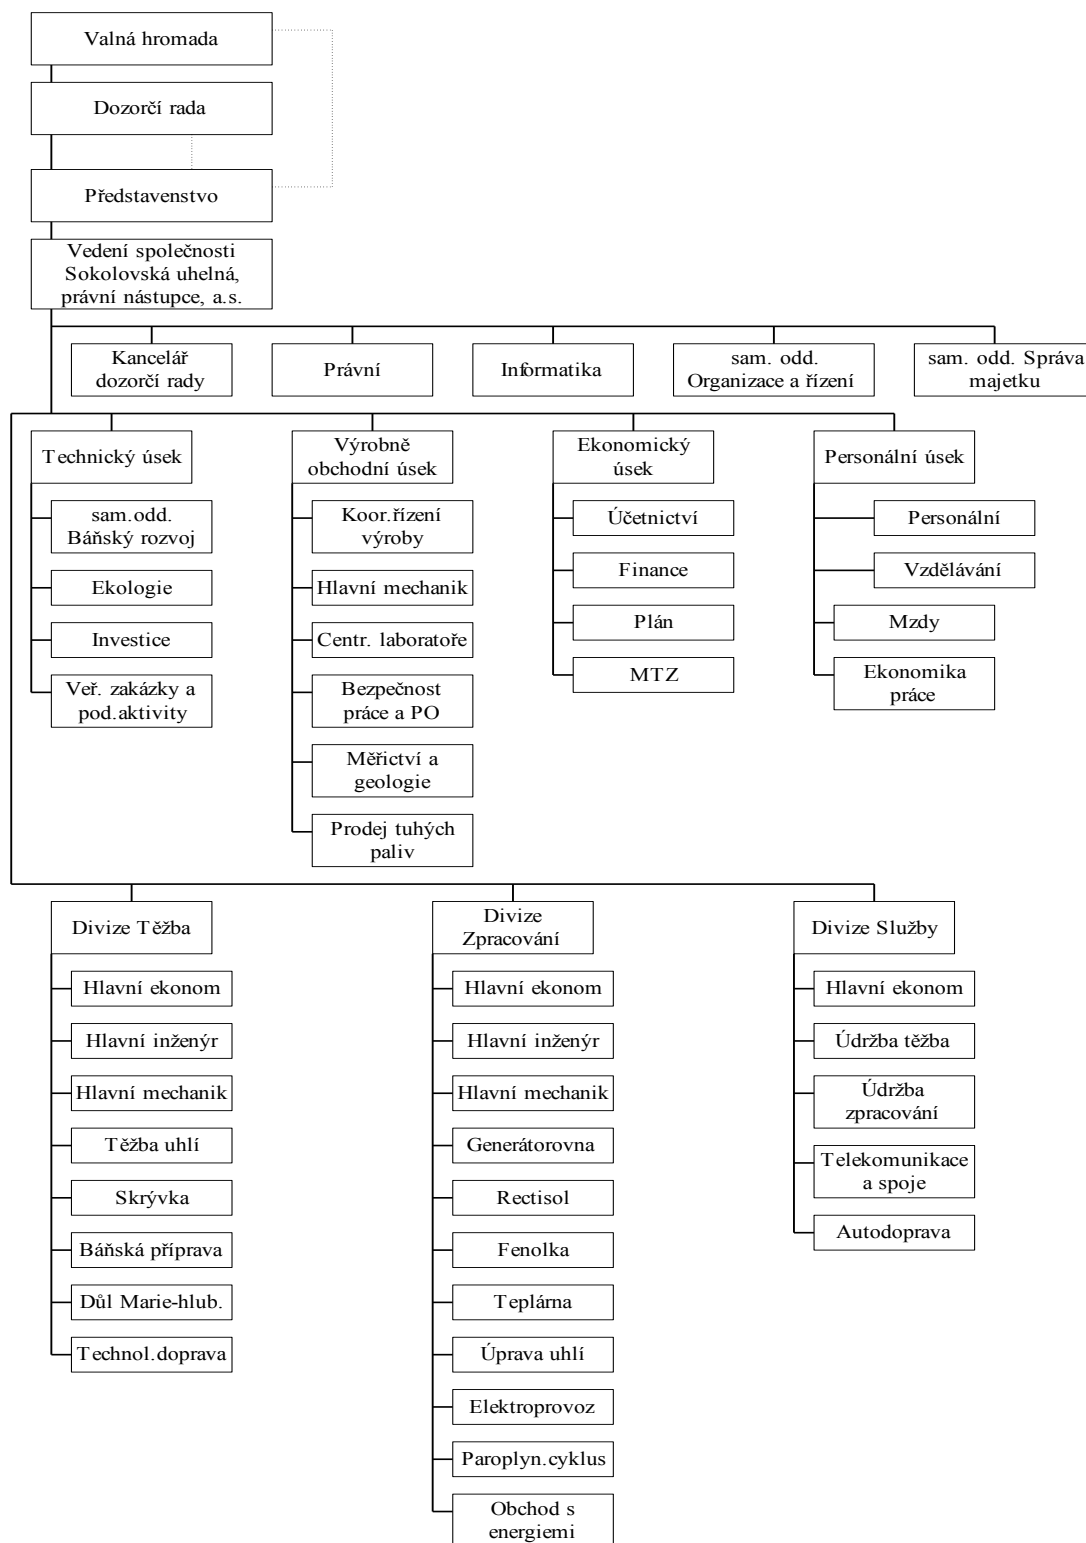 Valná hromada
Dozorčí rada
Představenstvo
Vedení společnosti
Sokolovská uhelná,
právní nástupce, a.s.
Kancelář
dozorčí rady
Právní
Informatika
sam. odd.
Organizace a řízení
sam. odd. Správa
majetku
Technický úsek
sam.odd.
Báňský rozvoj
Ekologie
Investice
Veř. zakázky a
pod.aktivity
Výrobně
obchodní úsek
Koor.řízení
výroby
Hlavní mechanik
Centr. laboratoře
Bezpečnost
práce a PO
Měřictví a
geologie
Prodej tuhých
paliv
Ekonomický
úsek
Účetnictví
Finance
Plán
MTZ
Personální úsek
Personální
Vzdělávání
Mzdy
Ekonomika
práce
Divize Těžba
Hlavní ekonom
Hlavní inženýr
Hlavní mechanik
Těžba uhlí
Skrývka
Báňská příprava
Důl Marie-hlub.
Technol.doprava
Divize
Zpracování
Hlavní ekonom
Hlavní inženýr
Hlavní mechanik
Generátorovna
Rectisol
Fenolka
Teplárna
Úprava uhlí
Elektroprovoz
Paroplyn.cyklus
Obchod s
energiemi
Divize Služby
Hlavní ekonom
Údržba těžba
Údržba
zpracování
Telekomunikace
a spoje
Autodoprava